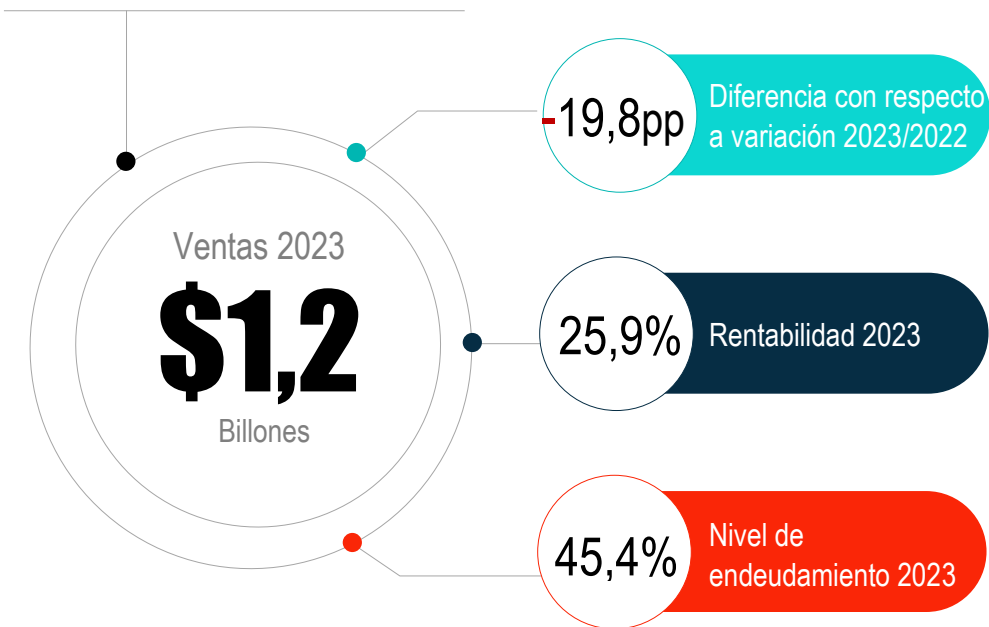 -19,8pp
Diferencia con respecto
a variación 2023/2022
Ventas 2023
$1,2
Billones
25,9%
Rentabilidad 2023
45,4%
Nivel de
endeudamiento 2023